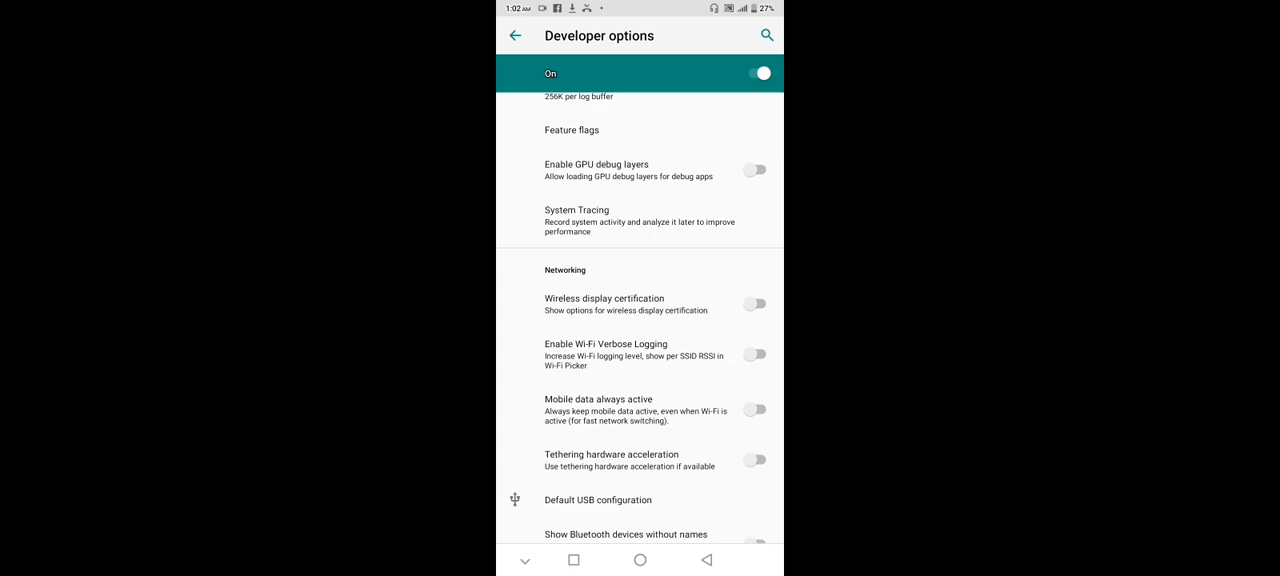 1:02 AM
27%
Developer options
On
256K per log buffer
Feature flags
Enable GPU debug layers
Allow loading GPU debug layers for debug apps
System Tracing
Record system activity and analyze it later to improve
performance
Networking
Wireless display certification
Show options for wireless display certification
Enable Wi-Fi Verbose Logging
Increase Wi-Fi logging level, show per SSID RSSI in
Wi-Fi Picker
Mobile data always active
Always keep mobile data active, even when Wi-Fi is
active (for fast network switching).
Tethering hardware acceleration
Use tethering hardware acceleration if available
Default USB configuration
Show Bluetooth devices without names